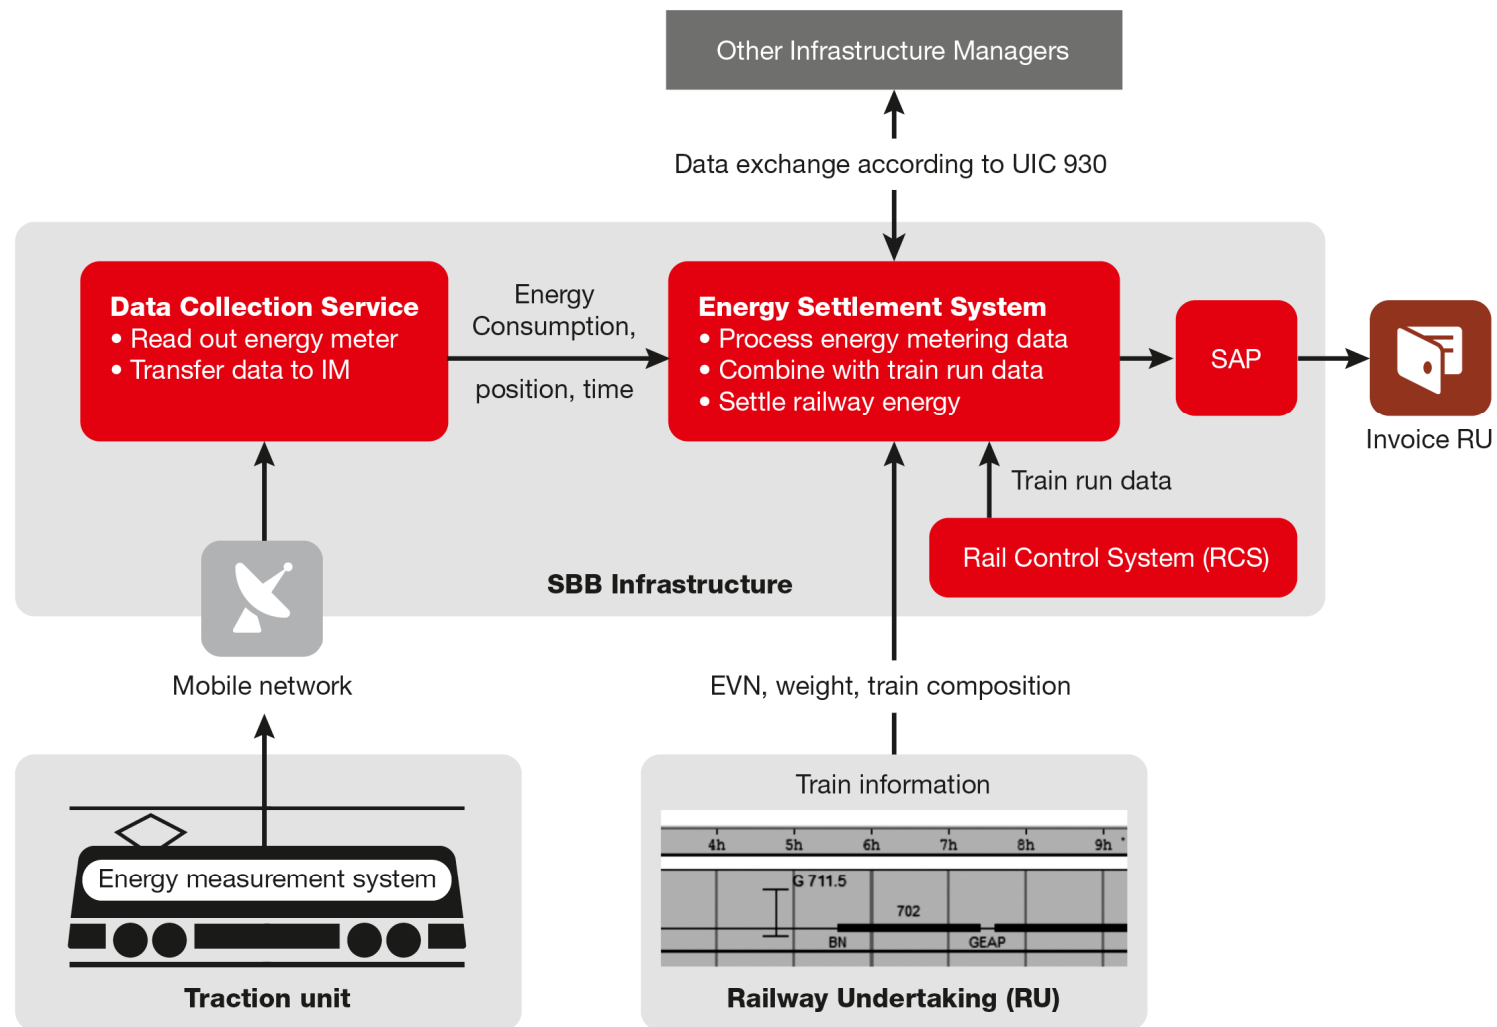 Other Infrastructure Managers
Data exchange according to UIC 930
Data Collection Service
• Read out energy meter
• Transfer data to IM
Energy
Consumption,
position, time
Energy Settlement System
• Process energy metering data
• Combine with train run data
• Settle railway energy
SAP
Invoice RU
Train run data
Rail Control System (RCS)
SBB Infrastructure
Mobile network
EVN, weight, train composition
Energy measurement system
Traction unit
Train information
4h 5h 6h 7h 8h 9h
G 711.5
702
BN GEAP
Railway Undertaking (RU)